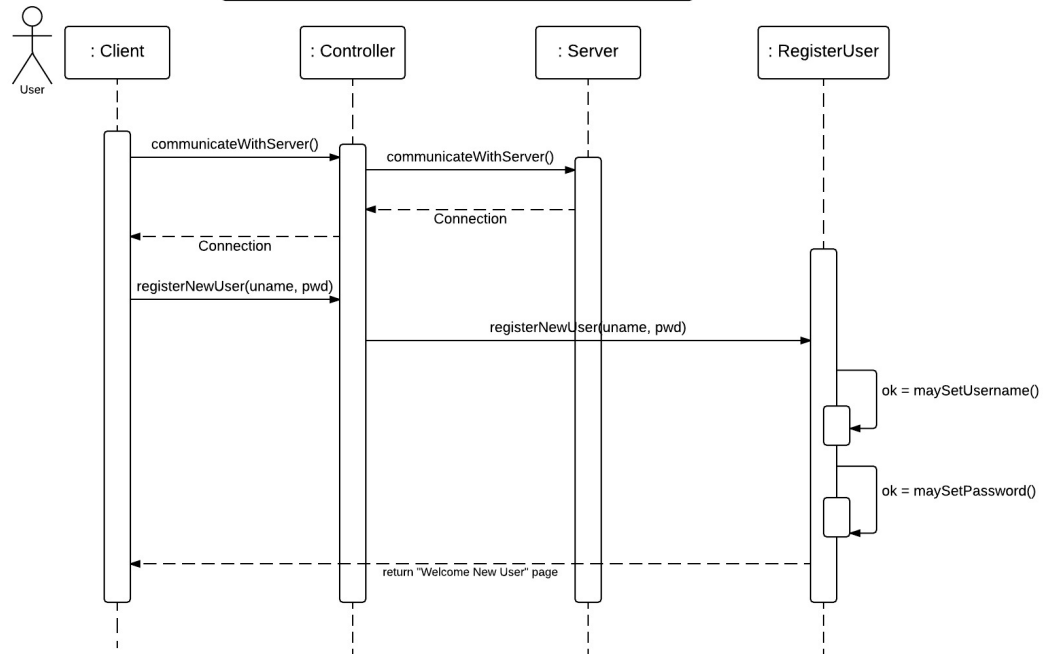 : Client
: Controller
: Server
: RegisterUser
User
communicateWithServer()
communicateWithServer()
Connection
Connection
registerNewUser(uname, pwd)
registerNewUser(uname, pwd)
ok = maySetUsername()
ok = maySetPassword()
return "Welcome New User" page